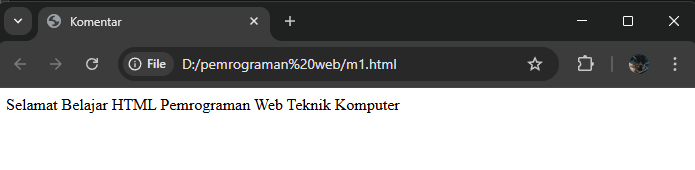 Komentar
File
D:/pemrograman%20web/m1.html
Selamat Belajar HTML Pemrograman Web Teknik Komputer